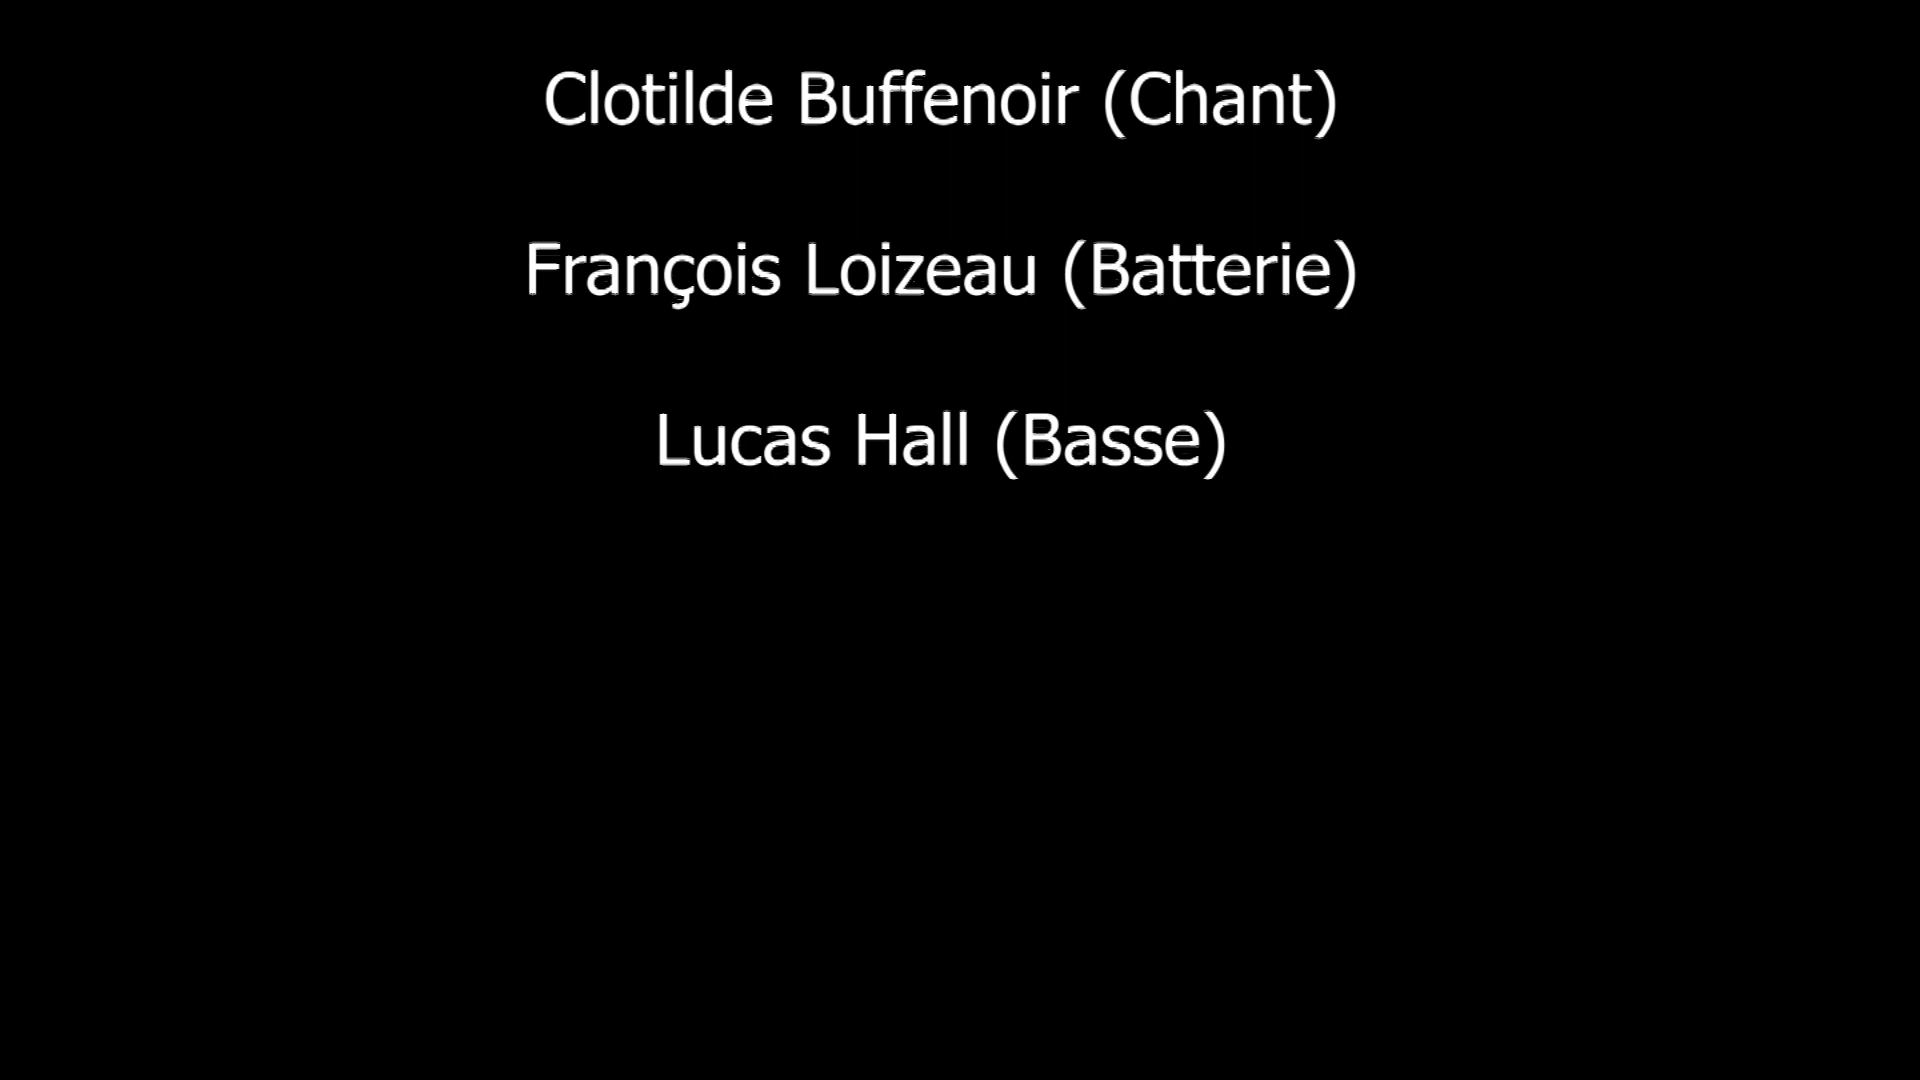 Clotilde Buffenoir (Chant)
François Loizeau (Batterie)
Lucas Hall (Basse)